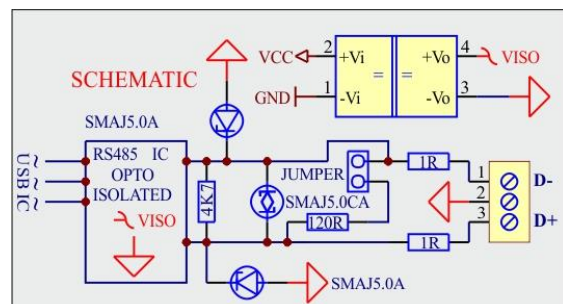 2 +Vi +Vo 4
VCC VISO
= =
GND 1 -Vi -Vo 3
SCHEMATIC
SMAJ5.0A
RS485 IC
OPTO
ISOLATED
VISO
USB IC
~
~
~
4K7
JUMPER
SMAJ5.0CA
120R
1R
1R
1 D-
2
3 D+
SMAJ5.0A